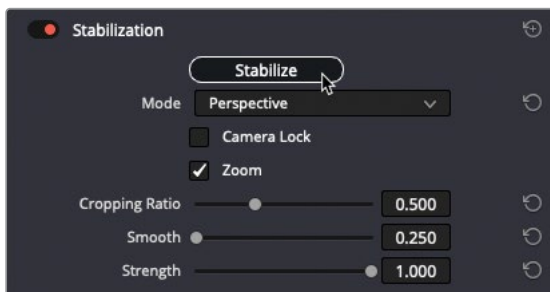 Stabilization
Stabilize
Mode Perspective
Camera Lock
Zoom
Cropping Ratio 0.500
Smooth 0.250
Strength 1.000